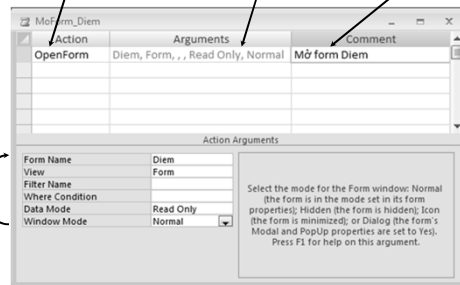 MoForm_Diem
Action Arguments Comment
OpenForm Diem, Form, , , Read Only, Normal Mở form Diem
Action Arguments
Form Name Diem
View Form
Filter Name
Where Condition
Data Mode Read Only
Window Mode Normal
Select the mode for the Form window: Normal
(the form is in the mode set in its form
properties); Hidden (the form is hidden); Icon
(the form is minimized); or Dialog (the form's
Modal and PopUp properties are set to Yes).
Press F1 for help on this argument.